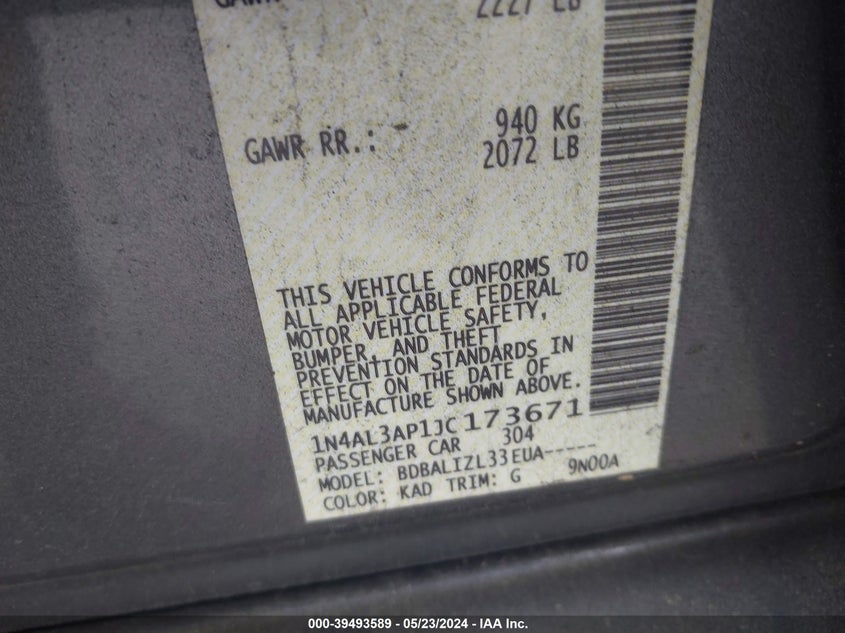 GAWR
2227 LB
940 KG
GAWR RR.: 2072 LB
THIS VEHICLE CONFORMS TO
ALL APPLICABLE FEDERAL
MOTOR VEHICLE SAFETY,
BUMPER, AND THEFT
PREVENTION STANDARDS IN
EFFECT ON THE DATE OF
MANUFACTURE SHOWN ABOVE.
1N4AL3AP1JC173671
PASSENGER CAR 304
MODEL: BDBALIZL33EUA-----
COLOR: KAD TRIM: G 9N00A
000-39493589 - 05/23/2024 - IAA Inc.